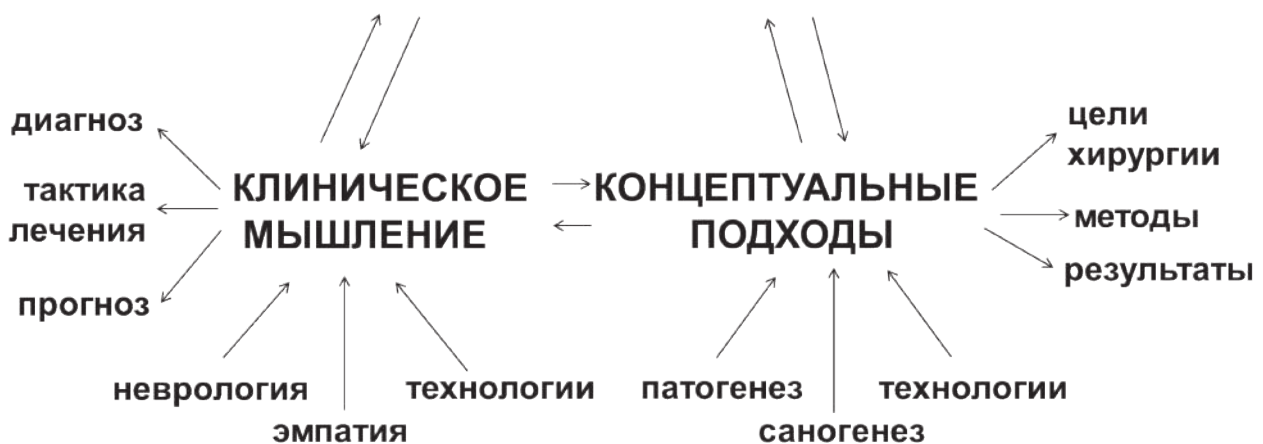 диагноз
тактика
лечения
прогноз
КЛИНИЧЕСКОЕ
МЫШЛЕНИЕ
неврология
эмпатия
технологии
КОНЦЕПТУАЛЬНЫЕ
ПОДХОДЫ
патогенез
саногенез
технологии
цели
хирургии
методы
результаты